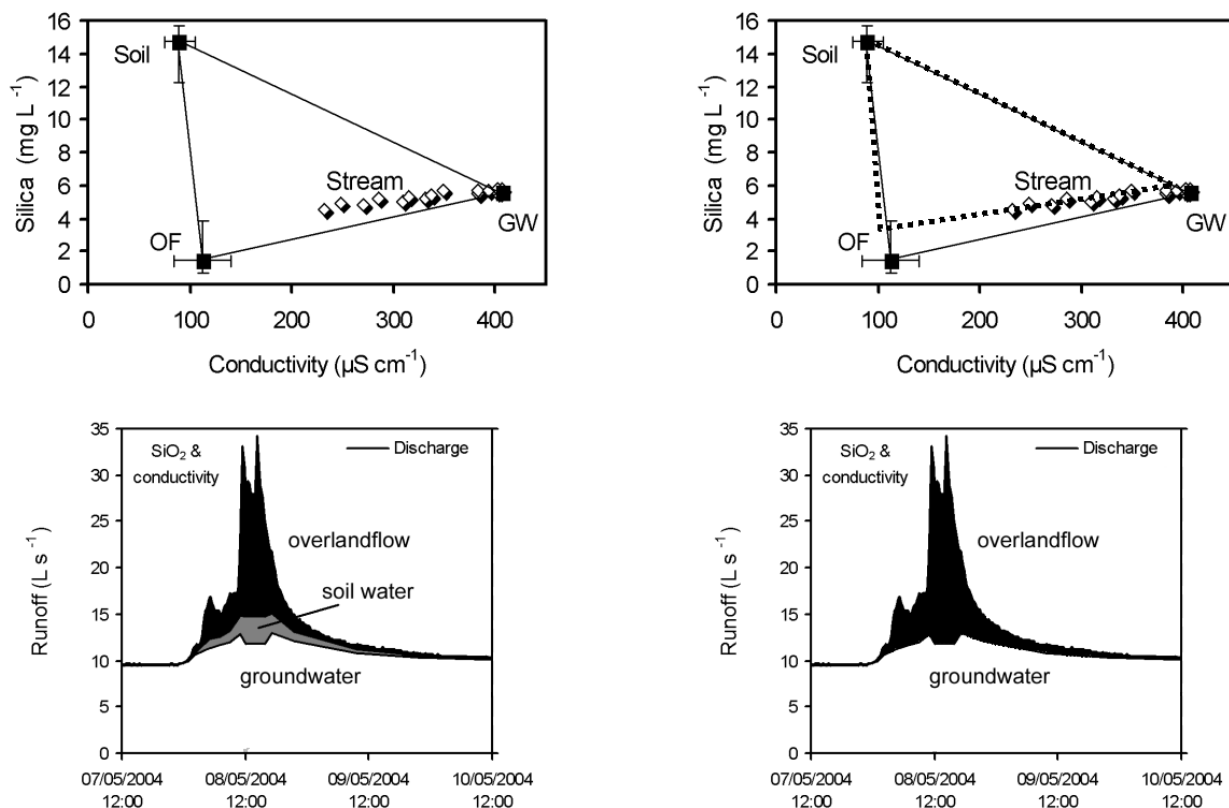 16
14
12
10
8
6
4
2
0
Silica (mg L -1)
Soil
Stream
OF
GW
0 100 200 300 400
Conductivity (µS cm-1)
16
14
12
10
8
6
4
2
0
Silica (mg L -1)
Soil
Stream
OF
GW
0 100 200 300 400
Conductivity (µS cm-1)
35
30
25
20
15
10
5
0
Runoff (L s -1)
SiO2 &
conductivity
Discharge
overlandflow
soil water
groundwater
07/05/2004 08/05/2004 09/05/2004 10/05/2004
12:00 12:00 12:00 12:00
35
30
25
20
15
10
5
0
Runoff (L s -1)
SiO2 &
conductivity
Discharge
overlandflow
groundwater
07/05/2004 08/05/2004 09/05/2004 10/05/2004
12:00 12:00 12:00 12:00